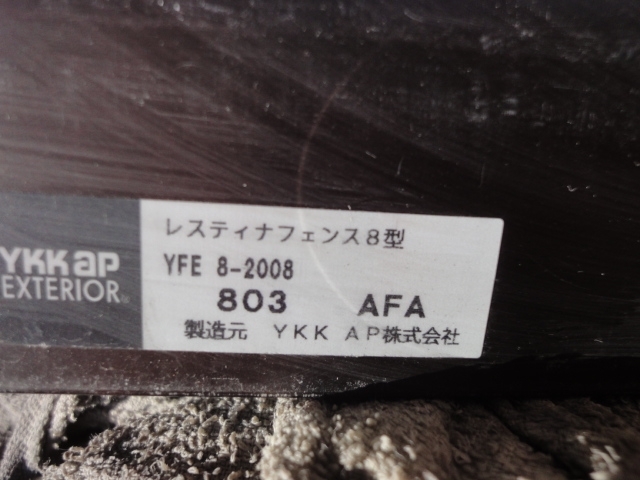 YKK ap
EXTERIOR®
レスティナフェンス8型
YFE 8-2008
803 AFA
製造元 YKK AP株式会社